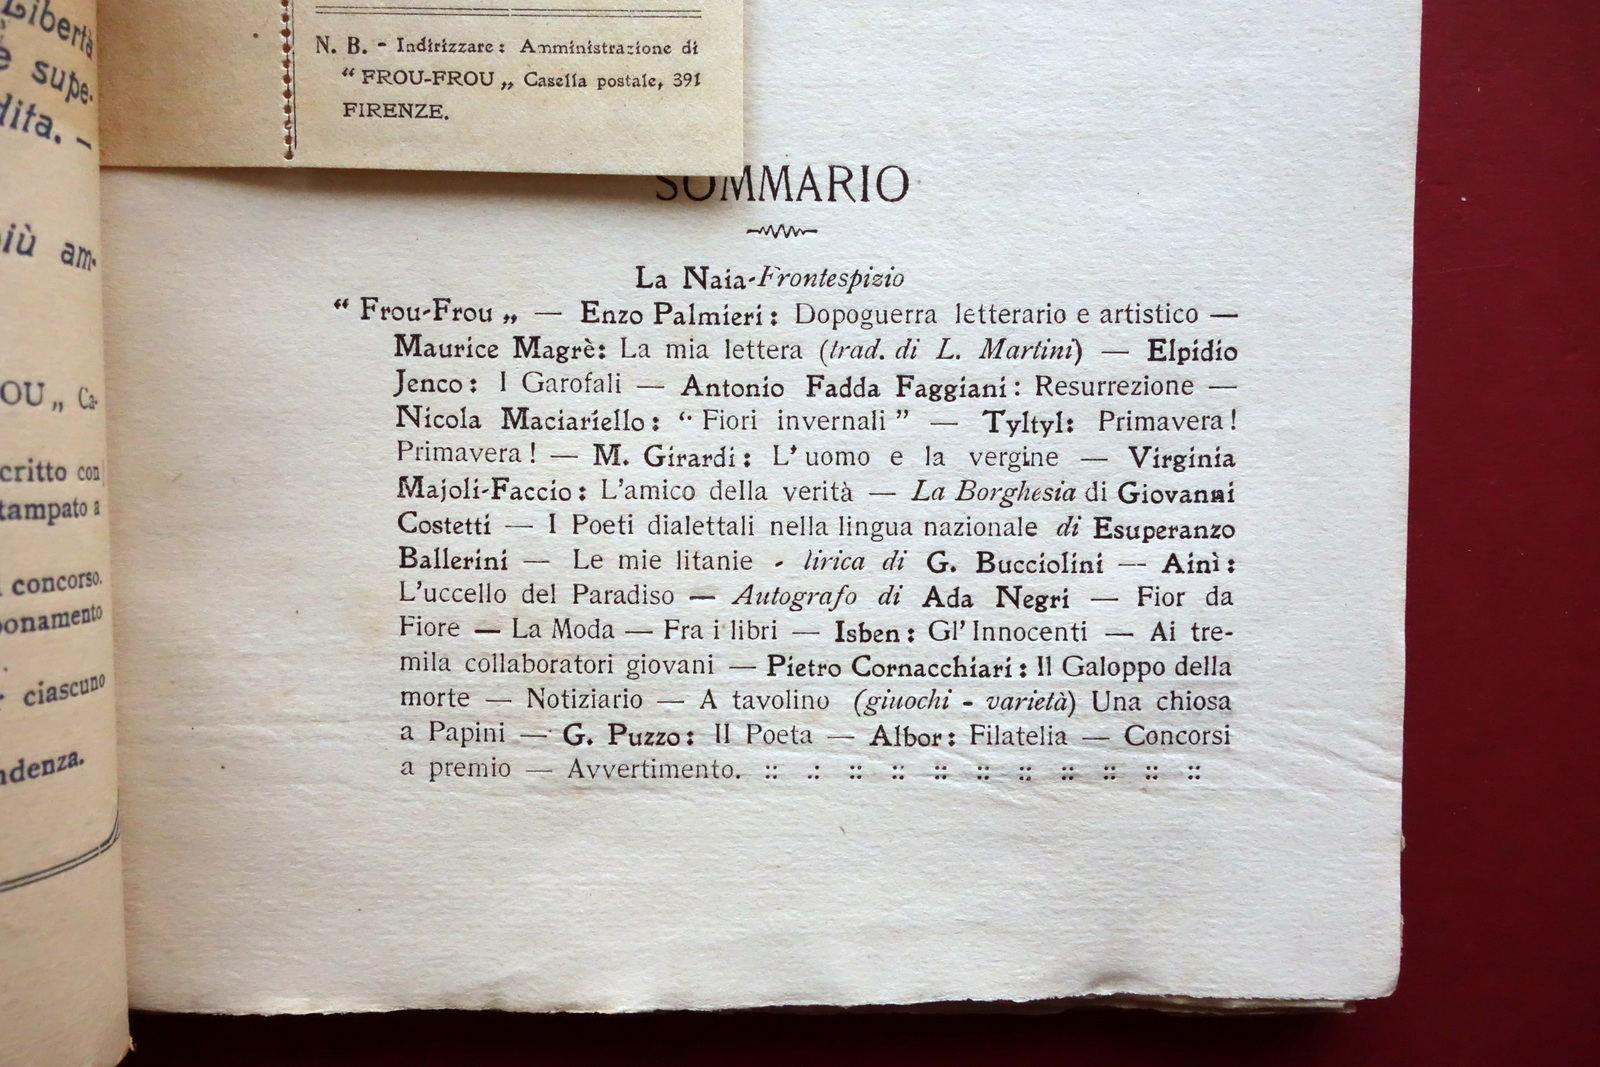 Libertà
è supe-
dita. —
più am-
OU „ Ca-
critto con
tampato a
concorso.
bonamento
ciascuno
ndenza.
N. B. - Indirizzare: Amministrazione di
“ FROU-FROU „ Casella postale, 391
FIRENZE.
SOMMARIO
La Naia-Frontespizio
“ Frou-Frou „ — Enzo Palmieri: Dopoguerra letterario e artistico —
Maurice Magrè: La mia lettera (trad. di L. Martini) — Elpidio
Jenco: I Garofali — Antonio Fadda Faggiani: Resurrezione —
Nicola Maciariello: “ Fiori invernali ” — Tyltyl: Primavera!
Primavera! — M. Girardi: L'uomo e la vergine — Virginia
Majoli-Faccio: L'amico della verità — La Borghesia di Giovanni
Costetti — I Poeti dialettali nella lingua nazionale di Esuperanzo
Ballerini — Le mie litanie - lirica di G. Bucciolini — Ainì:
L'uccello del Paradiso — Autografo di Ada Negri — Fior da
Fiore — La Moda — Fra i libri — Isben: Gl'Innocenti — Ai tre-
mila collaboratori giovani — Pietro Cornacchiari: Il Galoppo della
morte — Notiziario — A tavolino (giuochi - varietà) Una chiosa
a Papini — G. Puzzo: Il Poeta — Albor: Filatelia — Concorsi
a premio — Avvertimento. :: :: :: :: :: :: :: :: :: :: ::